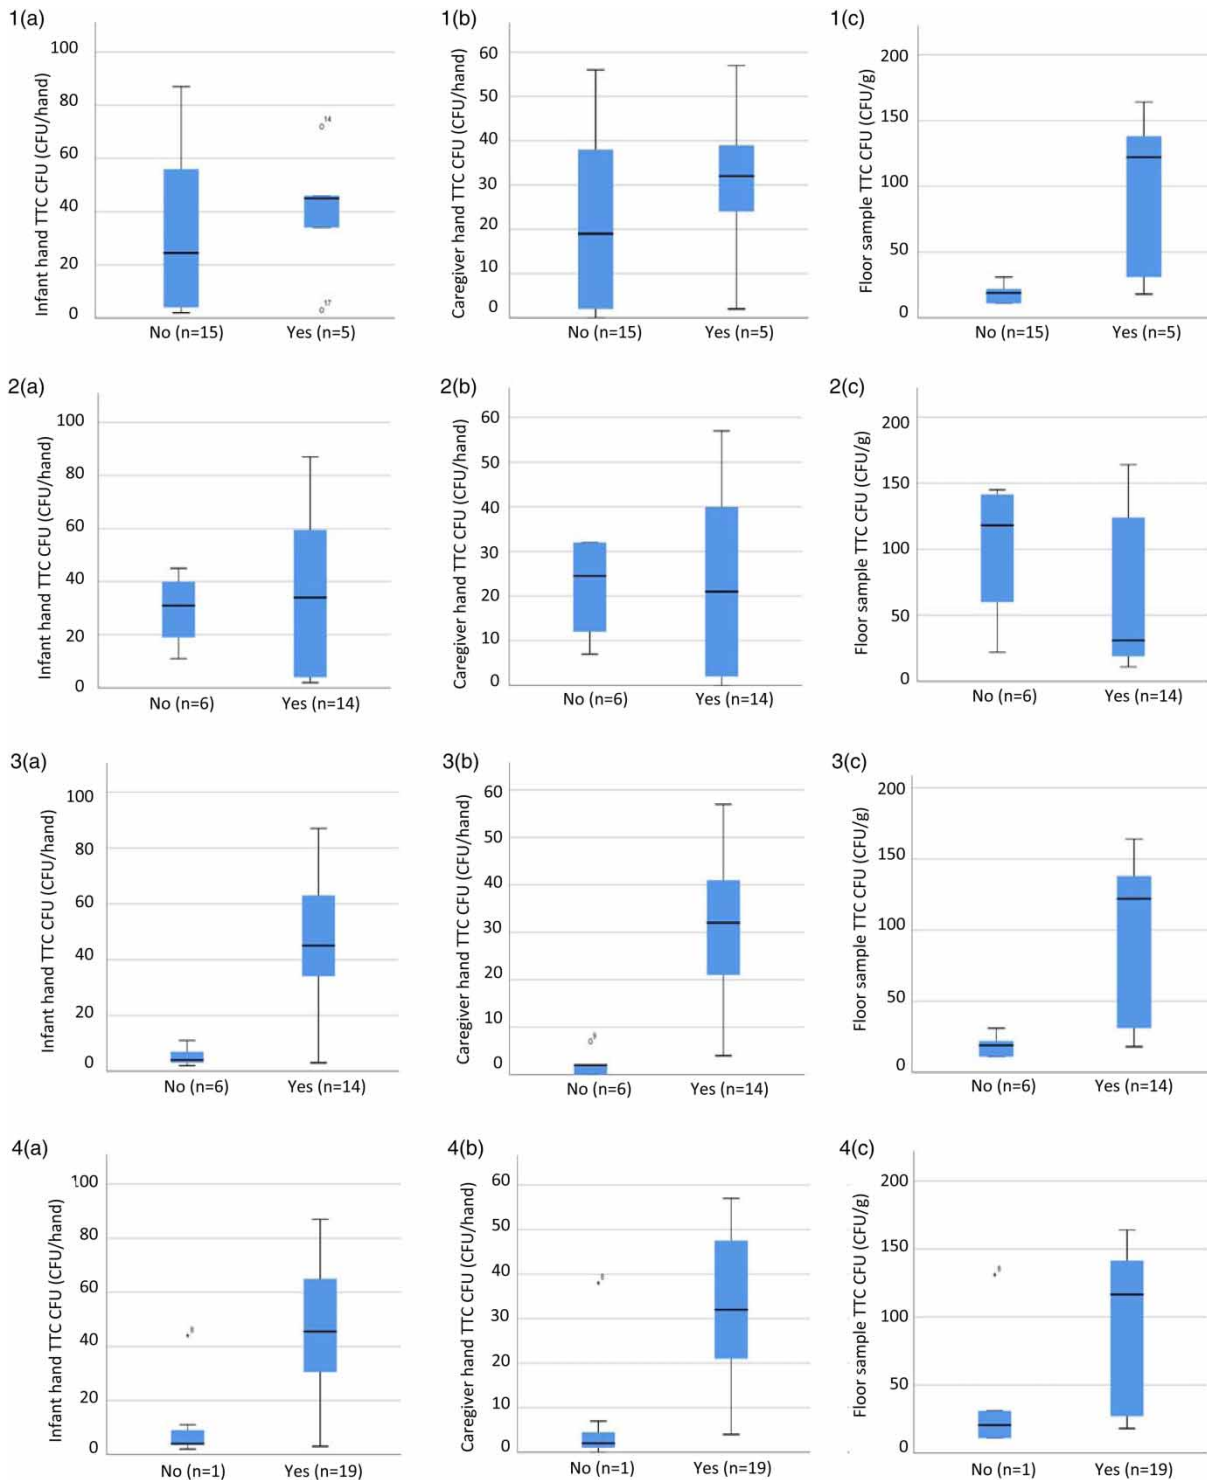 1(a)
Infant hand TTC CFU (CFU/hand)
100
80
60
40
20
0
14
17
No (n=15)
Yes (n=5)
1(b)
Caregiver hand TTC CFU (CFU/hand)
60
50
40
30
20
10
0
No (n=15)
Yes (n=5)
1(c)
Floor sample TTC CFU (CFU/g)
200
150
100
50
0
No (n=15)
Yes (n=5)
2(a)
Infant hand TTC CFU (CFU/hand)
100
80
60
40
20
0
No (n=6)
Yes (n=14)
2(b)
Caregiver hand TTC CFU (CFU/hand)
60
50
40
30
20
10
0
No (n=6)
Yes (n=14)
2(c)
Floor sample TTC CFU (CFU/g)
200
150
100
50
0
No (n=6)
Yes (n=14)
3(a)
Infant hand TTC CFU (CFU/hand)
100
80
60
40
20
0
No (n=6)
Yes (n=14)
3(b)
Caregiver hand TTC CFU (CFU/hand)
60
50
40
30
20
10
0
No (n=6)
Yes (n=14)
3(c)
Floor sample TTC CFU (CFU/g)
200
150
100
50
0
No (n=6)
Yes (n=14)
4(a)
Infant hand TTC CFU (CFU/hand)
100
80
60
40
20
0
No (n=1)
Yes (n=19)
4(b)
Caregiver hand TTC CFU (CFU/hand)
60
50
40
30
20
10
0
No (n=1)
Yes (n=19)
4(c)
Floor sample TTC CFU (CFU/g)
200
150
100
50
0
No (n=1)
Yes (n=19)